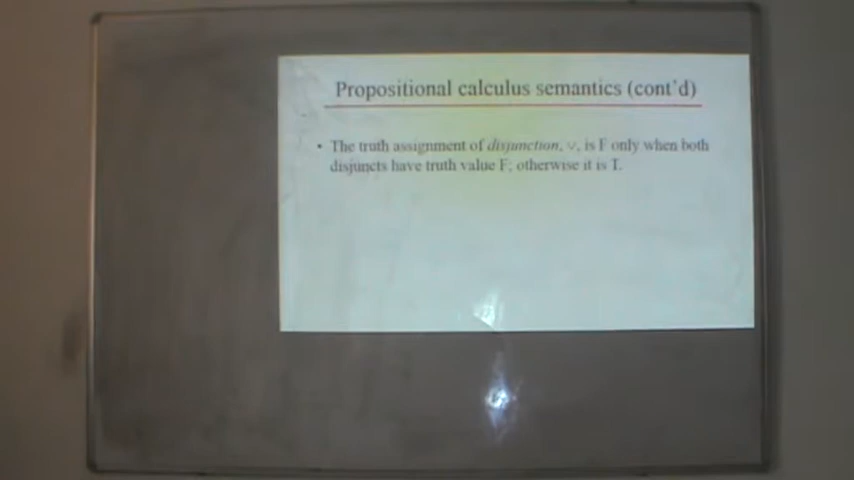 Propositional calculus semantics (cont'd)
• The truth assignment of disjunction, ∨, is F only when both
disjuncts have truth value F; otherwise it is T.